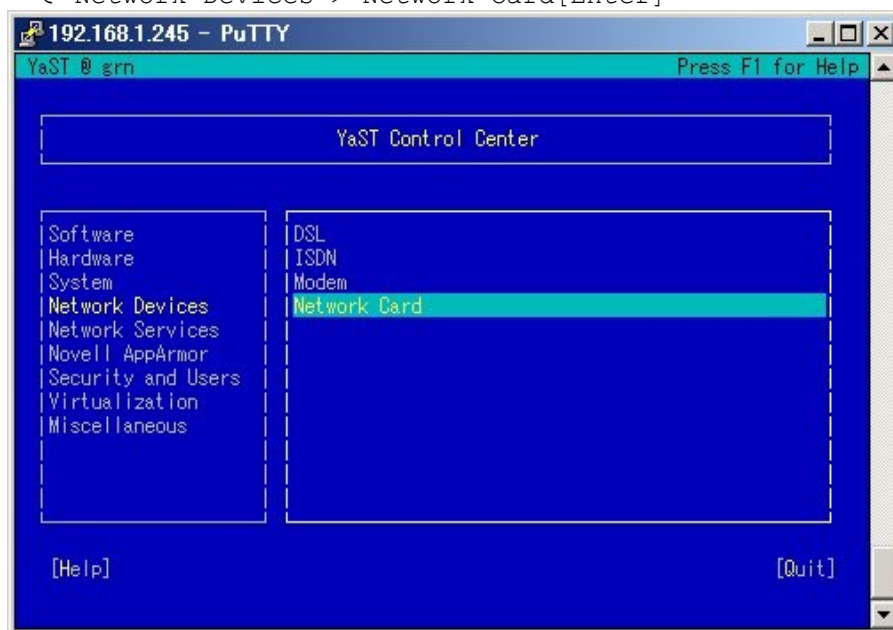 Network Devices > Network Card[Enter]
192.168.1.245 - PuTTY
YaST @ grn Press F1 for Help
YaST Control Center
Software
Hardware
System
Network Devices
Network Services
Novell AppArmor
Security and Users
Virtualization
Miscellaneous
DSL
ISDN
Modem
Network Card
[Help] [Quit]